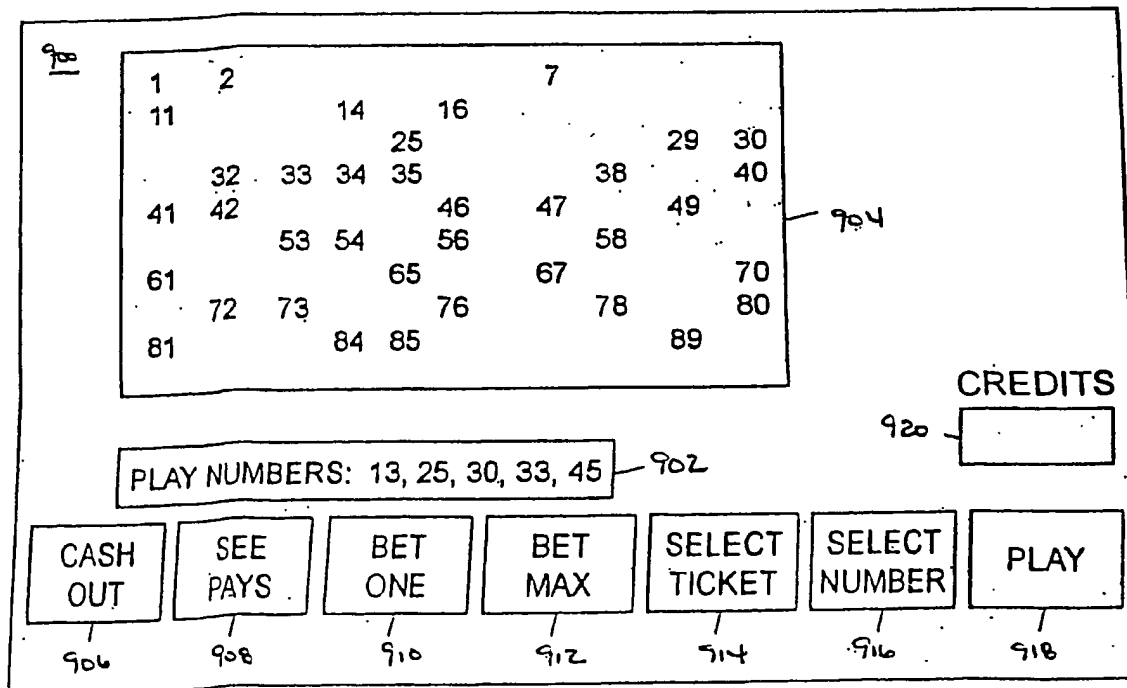 900
1 2 7
11 14 16
25 29 30
32 33 34 35 38 40
41 42 46 47 49
904
53 54 56 58
61 65 67 70
72 73 76 78 80
81 84 85 89
CREDITS
920
PLAY NUMBERS: 13, 25, 30, 33, 45
902
CASH OUT SEE PAYS BET ONE BET MAX SELECT TICKET SELECT NUMBER PLAY
906 908 910 912 914 916 918